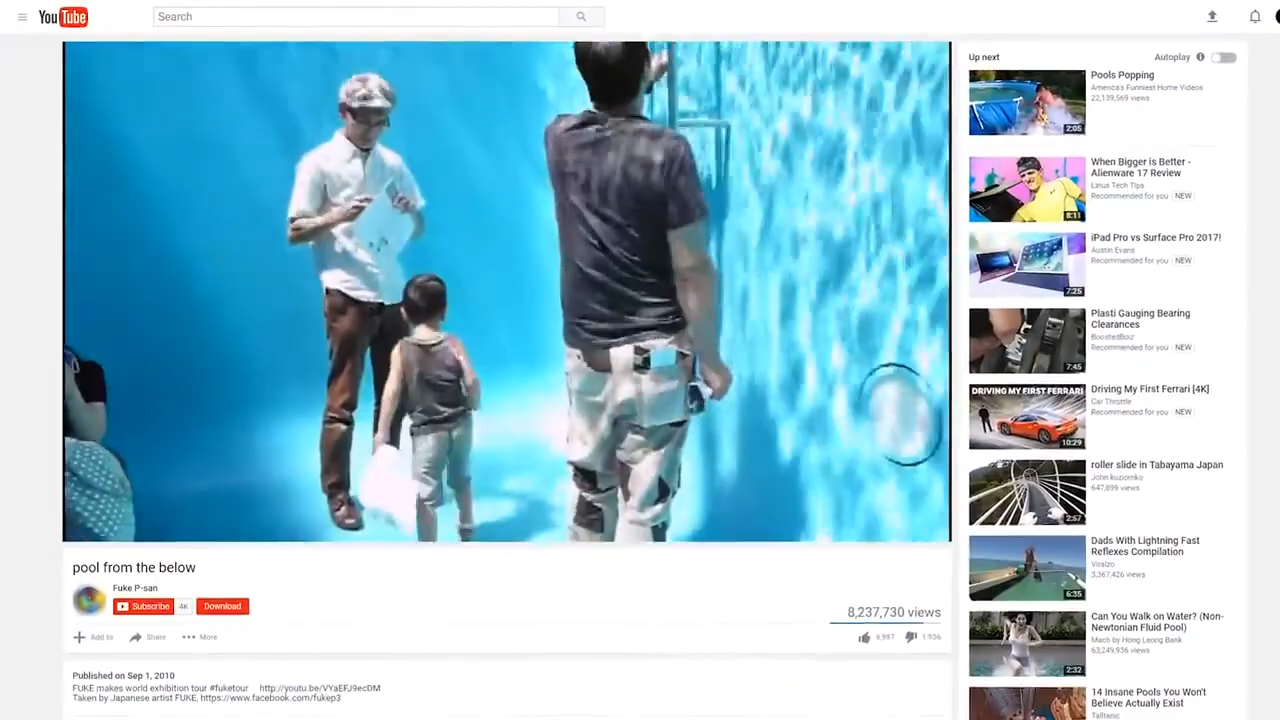 YouTube
Search
Up next
Autoplay
Pools Popping
America's Funniest Home Videos
22,139,569 views
2:05
When Bigger is Better -
Alienware 17 Review
Linus Tech Tips
Recommended for you NEW
8:11
iPad Pro vs Surface Pro 2017!
Austin Evans
Recommended for you NEW
7:25
Plasti Gauging Bearing
Clearances
BoostedBoiz
Recommended for you NEW
7:45
DRIVING MY FIRST FERRARI
Driving My First Ferrari [4K]
Car Throttle
Recommended for you NEW
10:29
roller slide in Tabayama Japan
John kuziomko
647,899 views
2:57
Dads With Lightning Fast
Reflexes Compilation
Viralzo
3,367,426 views
6:35
Can You Walk on Water? (Non-
Newtonian Fluid Pool)
Mach by Hong Leong Bank
63,249,936 views
2:32
14 Insane Pools You Won't
Believe Actually Exist
Talltanic
pool from the below
Fuke P-san
Subscribe 4K Download
8,237,730 views
Add to Share More
9,987 1,936
Published on Sep 1, 2010
FUKE makes world exhibition tour #fuketour http://youtu.be/VYaEFJ9ecDM
Taken by Japanese artist FUKE, https://www.facebook.com/fukep3